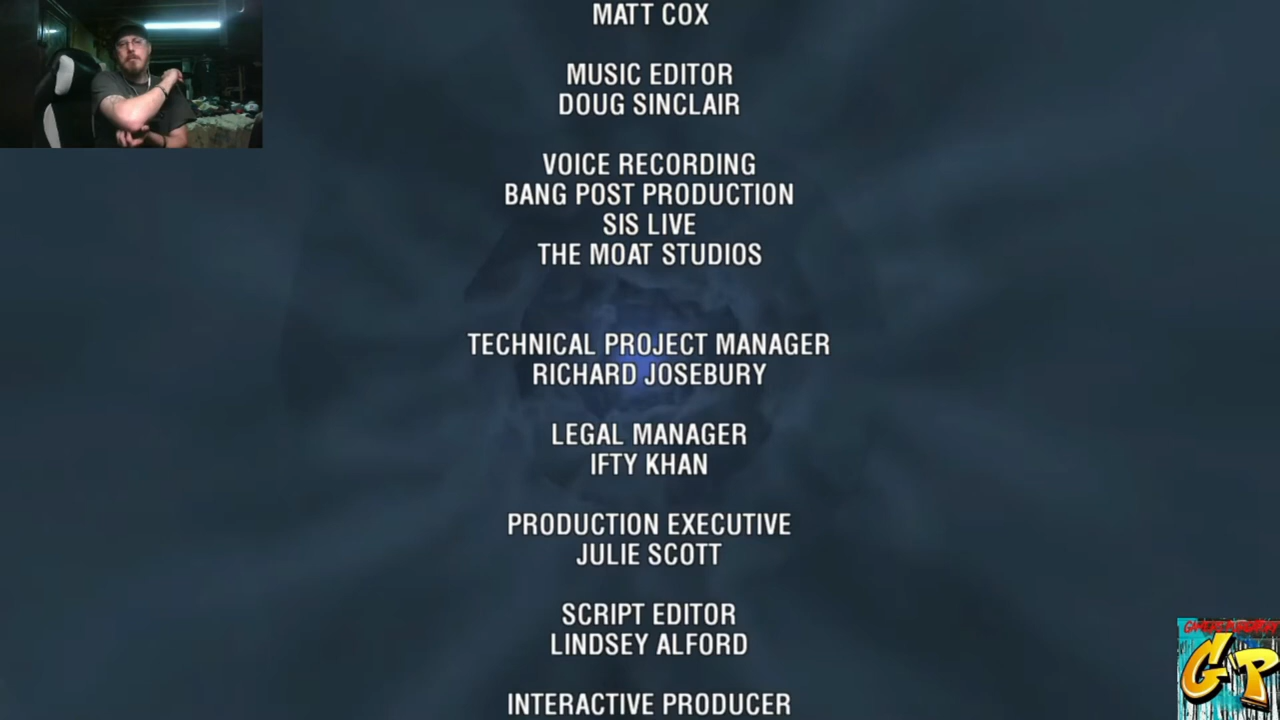 MATT COX
MUSIC EDITOR
DOUG SINCLAIR
VOICE RECORDING
BANG POST PRODUCTION
SIS LIVE
THE MOAT STUDIOS
TECHNICAL PROJECT MANAGER
RICHARD JOSEBURY
LEGAL MANAGER
IFTY KHAN
PRODUCTION EXECUTIVE
JULIE SCOTT
SCRIPT EDITOR
LINDSEY ALFORD
INTERACTIVE PRODUCER
GP